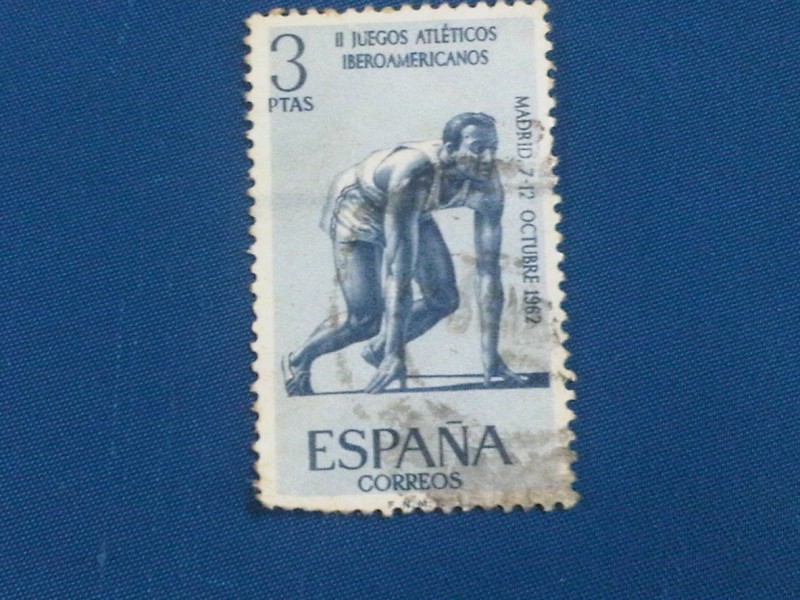 3
PTAS
II JUEGOS ATLÉTICOS
IBEROAMERICANOS
MADRID, 7-12 OCTUBRE 1962
ESPAÑA
CORREOS